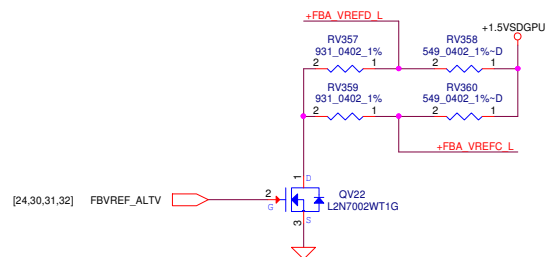 +FBA_VREFD_L
+1.5VSDGPU
RV357
931_0402_1%
2 1
RV358
549_0402_1%~D
2 1
RV359
931_0402_1%
2 1
RV360
549_0402_1%~D
2 1
+FBA_VREFC_L
1 D
[24,30,31,32] FBVREF_ALTV
2 G
QV22
L2N7002WT1G
3 S